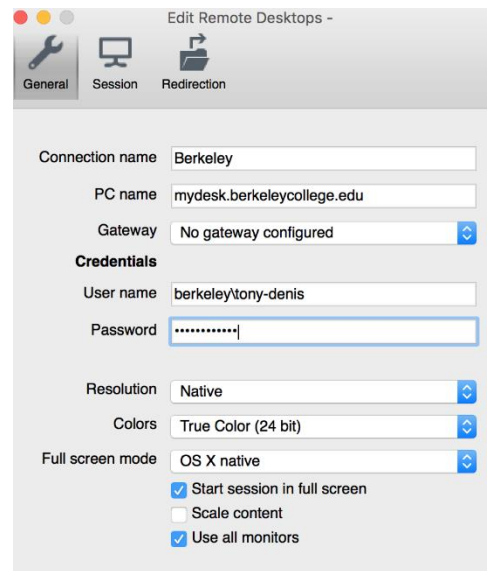 Edit Remote Desktops -
General Session Redirection
Connection name Berkeley
PC name mydesk.berkeleycollege.edu
Gateway No gateway configured
Credentials
User name berkeley\tony-denis
Password ••••••••••••
Resolution Native
Colors True Color (24 bit)
Full screen mode OS X native
Start session in full screen
Scale content
Use all monitors